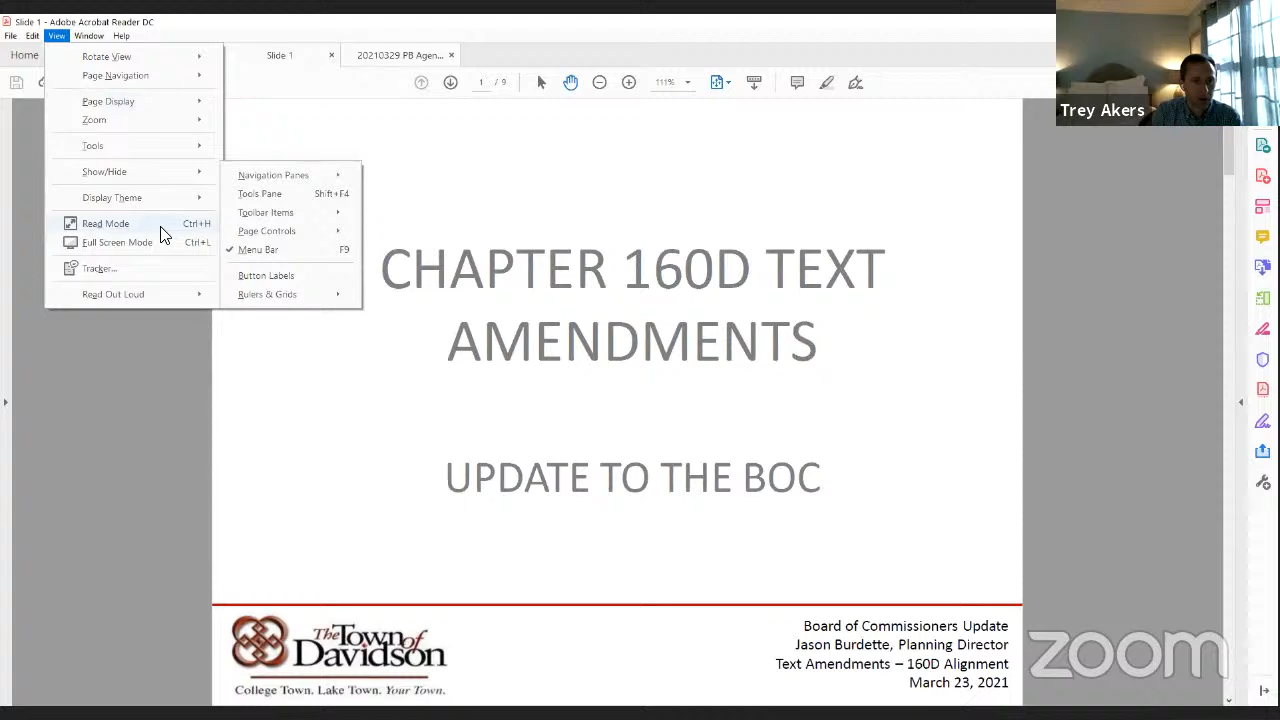 Slide 1 - Adobe Acrobat Reader DC
File Edit View Window Help
Home
Slide 1 ×
20210329 PB Agen... ×
1 / 9
111%
Rotate View
Page Navigation
Page Display
Zoom
Tools
Show/Hide
Display Theme
Read Mode Ctrl+H
Full Screen Mode Ctrl+L
Tracker...
Read Out Loud
Navigation Panes
Tools Pane Shift+F4
Toolbar Items
Page Controls
Menu Bar F9
Button Labels
Rulers & Grids
Trey Akers
CHAPTER 160D TEXT
AMENDMENTS
UPDATE TO THE BOC
The Town of
Davidson
College Town. Lake Town. Your Town.
Board of Commissioners Update
Jason Burdette, Planning Director
Text Amendments – 160D Alignment
March 23, 2021
zoom